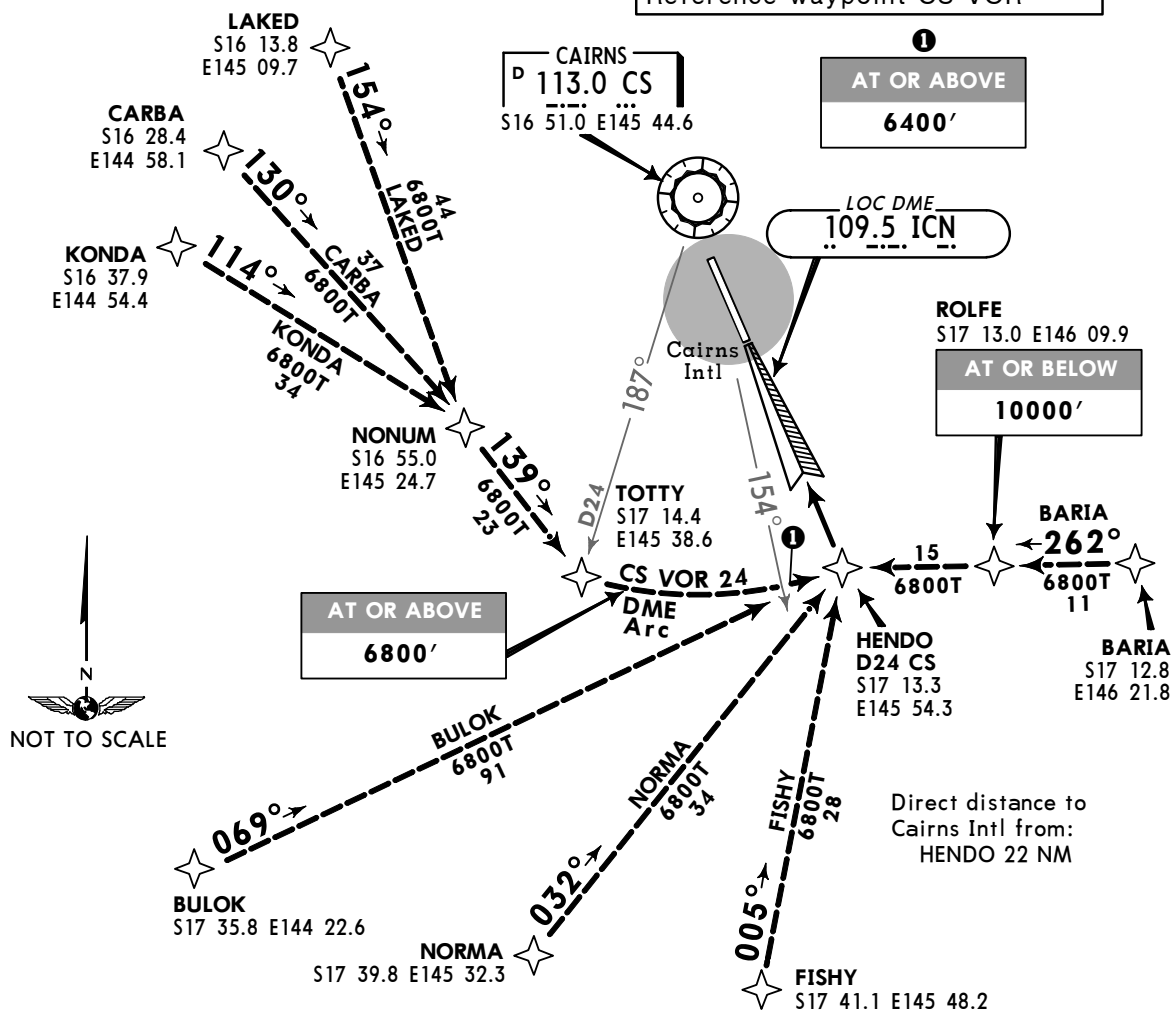 Reference waypoint CS VOR
LAKED
S16 13.8
E145 09.7
CARBA
S16 28.4
E144 58.1
KONDA
S16 37.9
E144 54.4
154°
44
6800T
LAKED
130°
37
CARBA
6800T
114°
KONDA
6800T
34
CAIRNS
D 113.0 CS
S16 51.0 E145 44.6
1
AT OR ABOVE
6400′
LOC DME
109.5 ICN
Cairns
Intl
187°
D24
154°
ROLFE
S17 13.0 E146 09.9
AT OR BELOW
10000′
NONUM
S16 55.0
E145 24.7
139°
6800T
23
TOTTY
S17 14.4
E145 38.6
CS VOR 24
DME
Arc
1
AT OR ABOVE
6800′
15
6800T
BARIA
262°
6800T
11
HENDO
D24 CS
S17 13.3
E145 54.3
BARIA
S17 12.8
E146 21.8
N
NOT TO SCALE
BULOK
6800T
91
069°
BULOK
S17 35.8 E144 22.6
NORMA
6800T
34
032°
NORMA
S17 39.8 E145 32.3
FISHY
6800T
28
005°
FISHY
S17 41.1 E145 48.2
Direct distance to
Cairns Intl from:
HENDO 22 NM